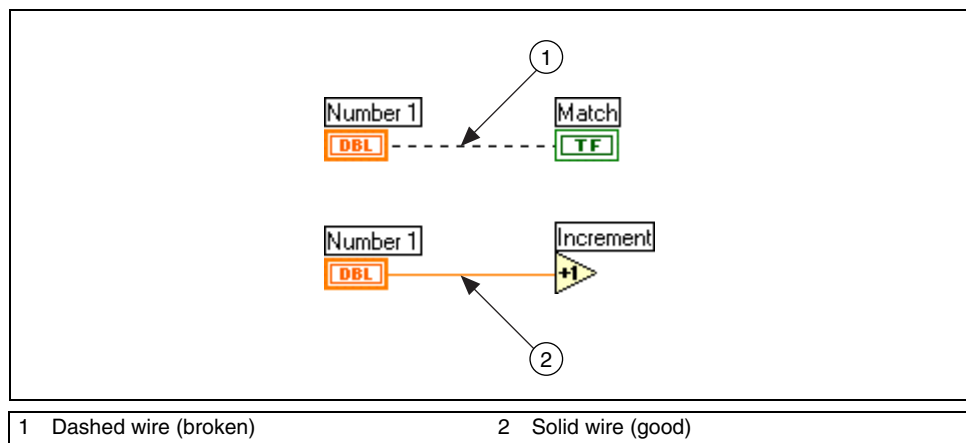 1
Number 1 Match
DBL TF
Number 1 Increment
DBL +1
2
1 Dashed wire (broken) 2 Solid wire (good)